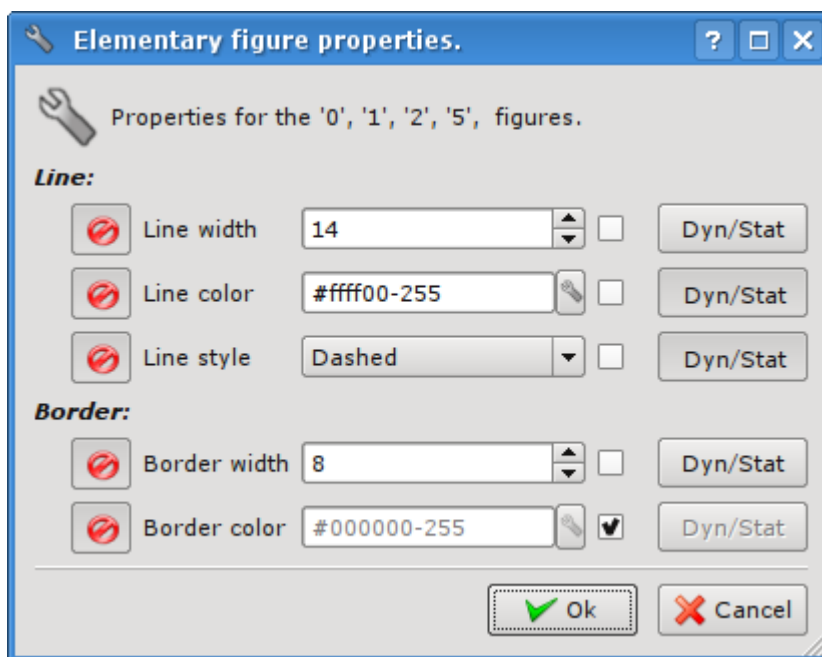 Elementary figure properties. ?
Properties for the '0', '1', '2', '5', figures.
Line:
Line width 14 Dyn/Stat
Line color #ffff00-255 Dyn/Stat
Line style Dashed Dyn/Stat
Border:
Border width 8 Dyn/Stat
Border color #000000-255 Dyn/Stat
Ok Cancel